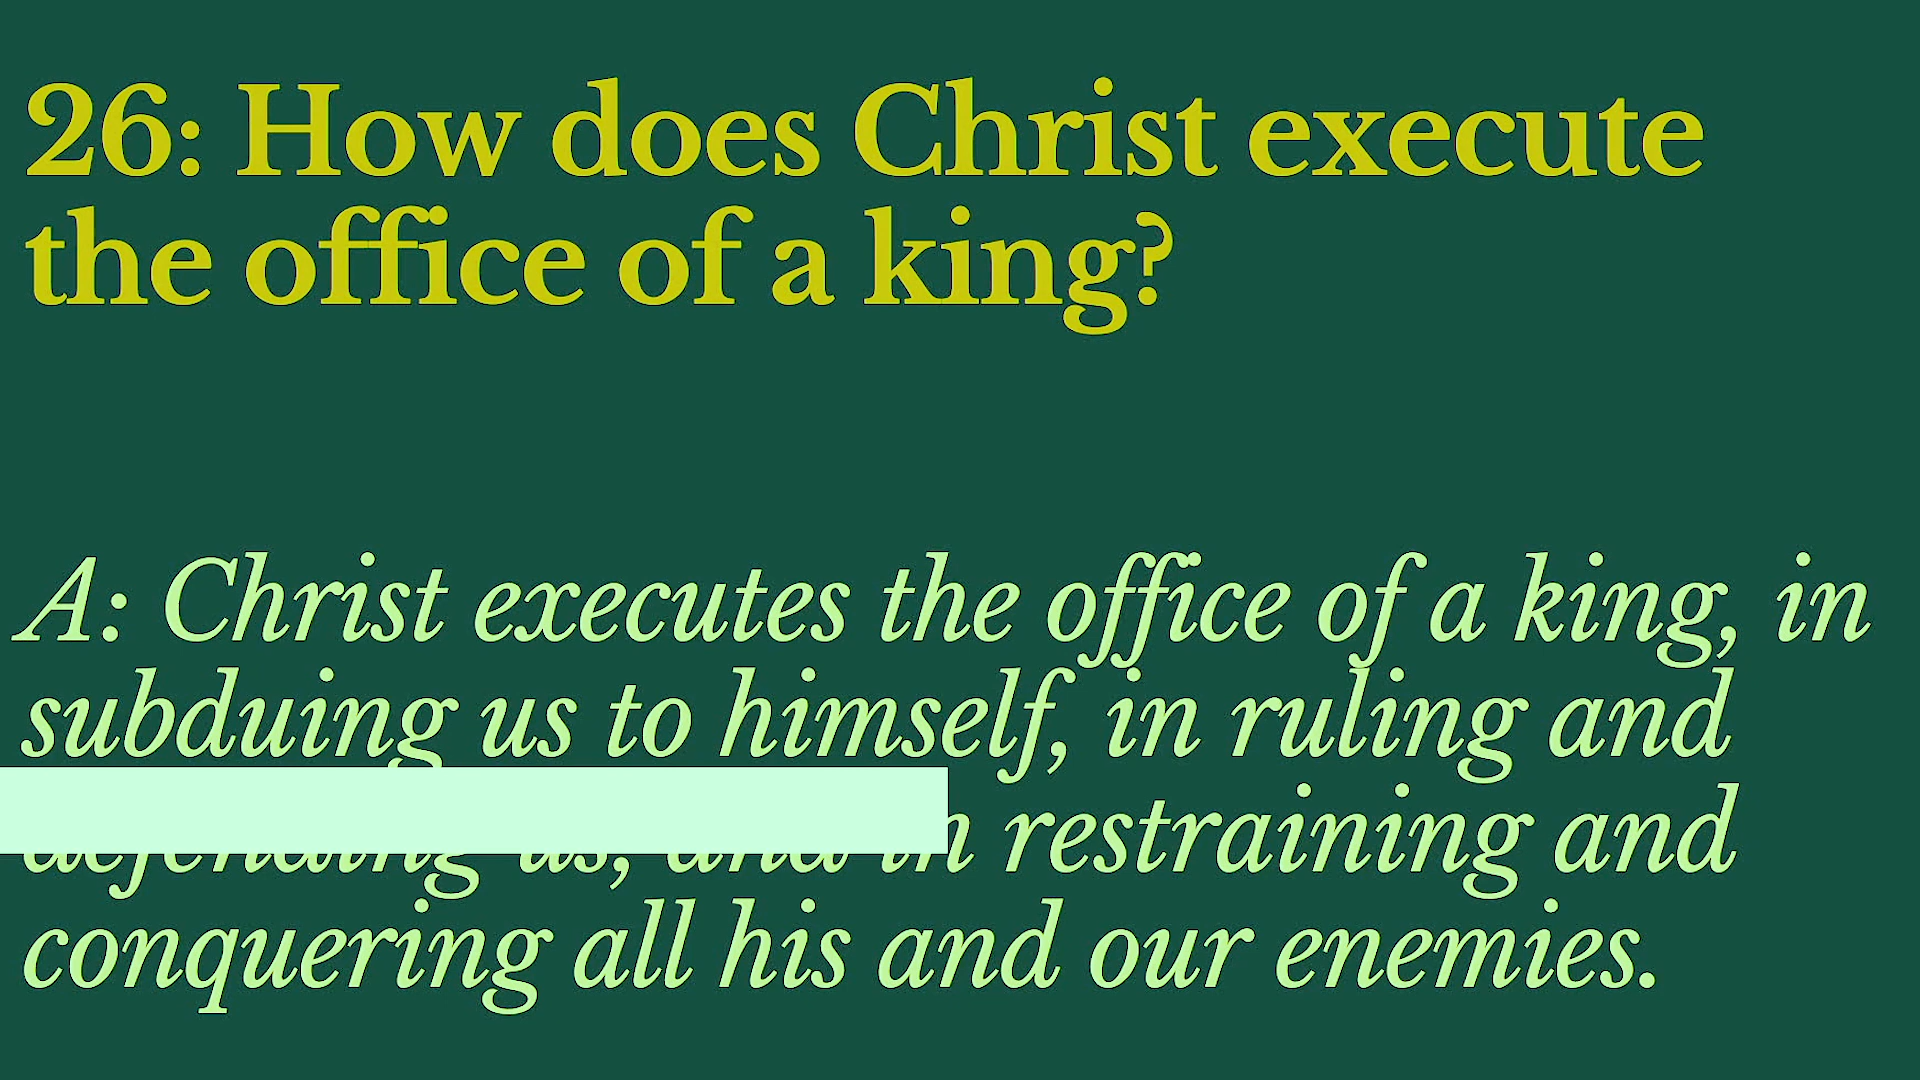 26: How does Christ execute
the office of a king?
A: Christ executes the office of a king, in
subduing us to himself, in ruling and
restraining and
conquering all his and our enemies.